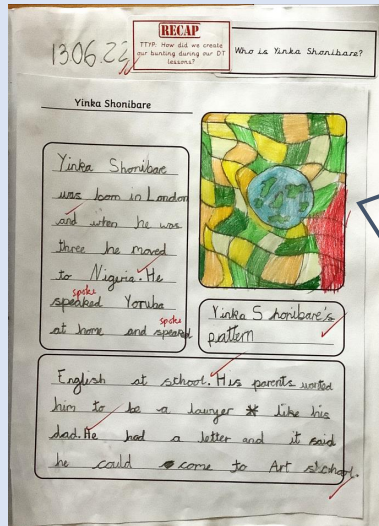 13.06.22
RECAP
TTYP: How did we create
our bunting during our DT
lessons?
Who is Yinka Shonibare?
Yinka Shonibare
Yinka Shonibare
was born in London
and when he was
three he moved
to Nigeria. He
spoke
speaked Yoruba
spoke
at home and speaked
Yinka Shonibare's
pattern
English at school. His parents wanted
him to be a lawyer like his
dad. He had a letter and it said
he could come to Art school.